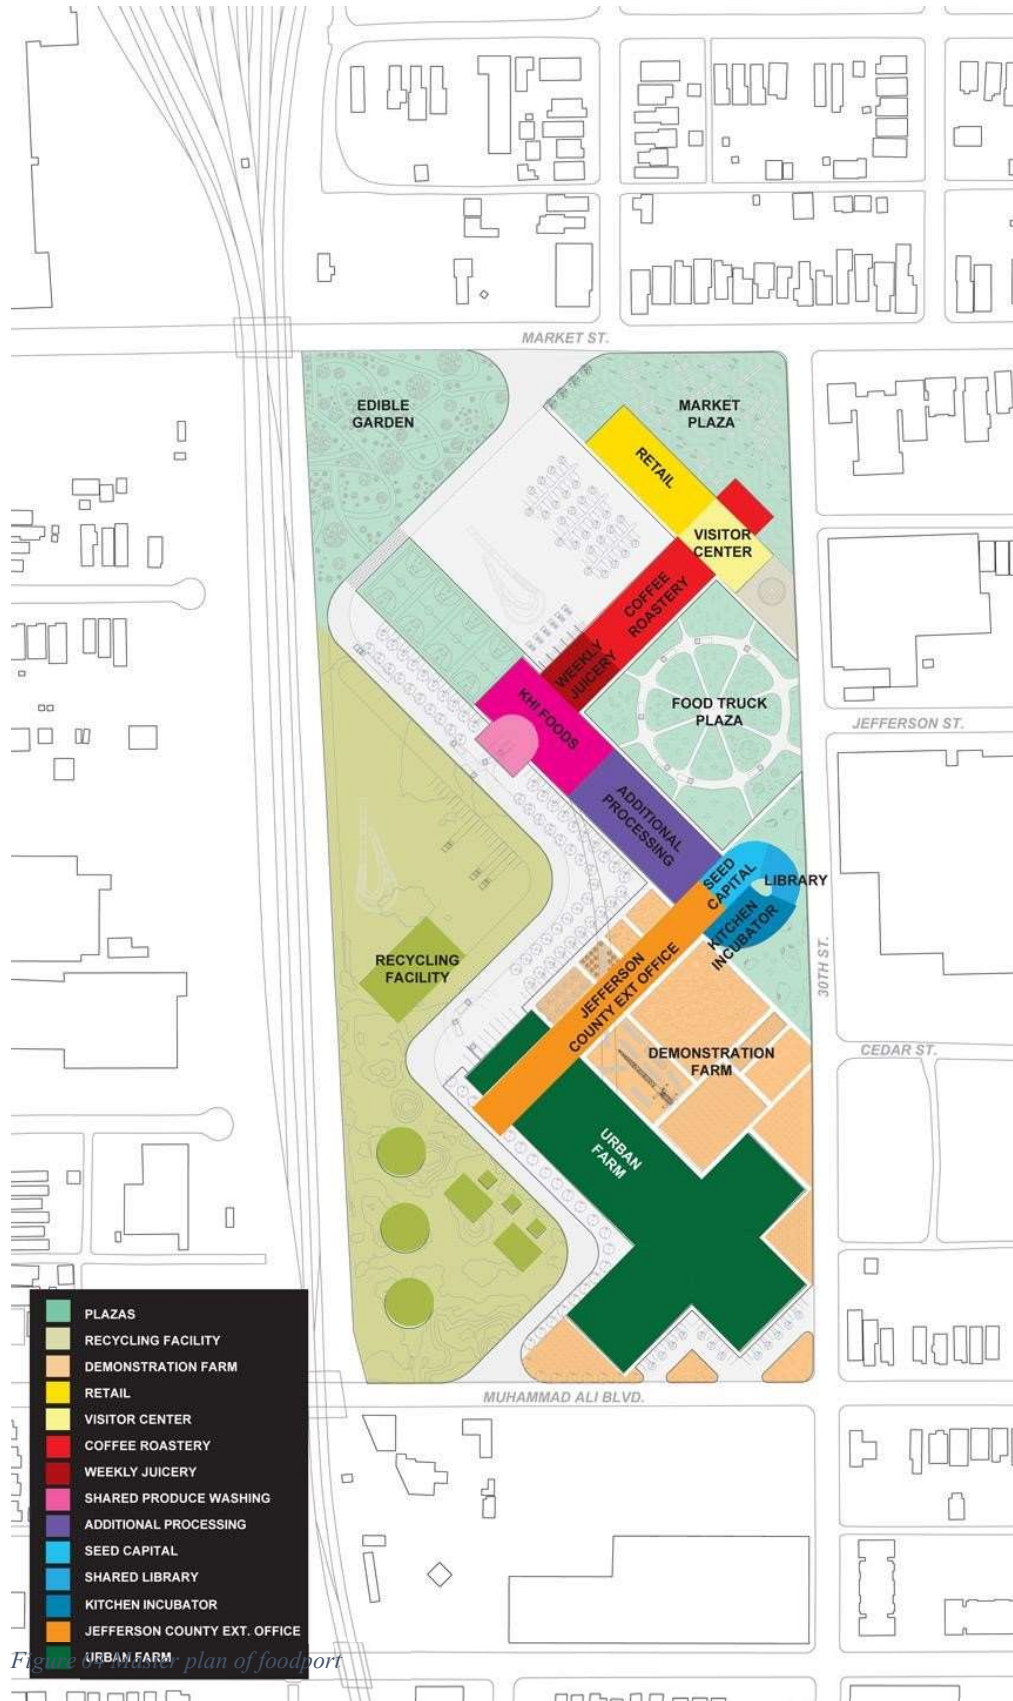 MARKET ST.
EDIBLE
GARDEN
MARKET
PLAZA
RETAIL
VISITOR
CENTER
COFFEE
ROASTERY
WEEKLY
JUICERY
KHI FOODS
FOOD TRUCK
PLAZA
JEFFERSON ST.
ADDITIONAL
PROCESSING
SEED
CAPITAL
LIBRARY
KITCHEN
INCUBATOR
30TH ST.
RECYCLING
FACILITY
JEFFERSON
COUNTY EXT OFFICE
DEMONSTRATION
FARM
CEDAR ST.
URBAN
FARM
MUHAMMAD ALI BLVD.
PLAZAS
RECYCLING FACILITY
DEMONSTRATION FARM
RETAIL
VISITOR CENTER
COFFEE ROASTERY
WEEKLY JUICERY
SHARED PRODUCE WASHING
ADDITIONAL PROCESSING
SEED CAPITAL
SHARED LIBRARY
KITCHEN INCUBATOR
JEFFERSON COUNTY EXT. OFFICE
URBAN FARM
Figure 64 Master plan of foodport